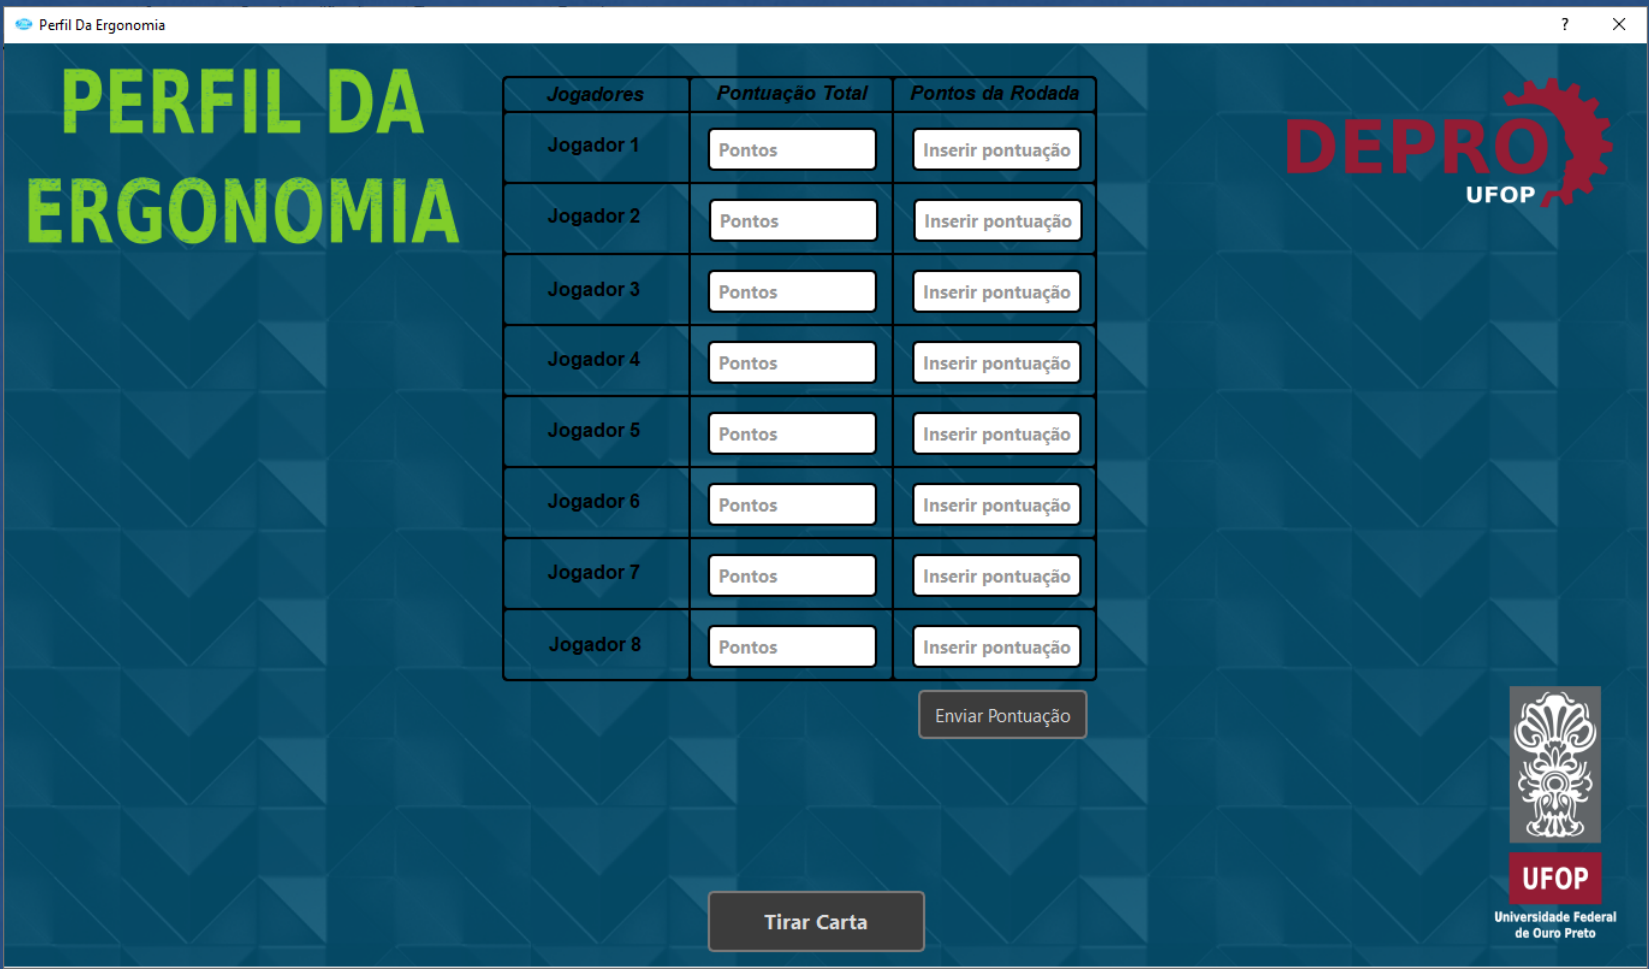 Perfil Da Ergonomia
?
PERFIL DA
ERGONOMIA
Jogadores Pontuação Total Pontos da Rodada
Jogador 1 Pontos Inserir pontuação
Jogador 2 Pontos Inserir pontuação
Jogador 3 Pontos Inserir pontuação
Jogador 4 Pontos Inserir pontuação
Jogador 5 Pontos Inserir pontuação
Jogador 6 Pontos Inserir pontuação
Jogador 7 Pontos Inserir pontuação
Jogador 8 Pontos Inserir pontuação
Enviar Pontuação
Tirar Carta
DEPRO
UFOP
UFOP
Universidade Federal
de Ouro Preto